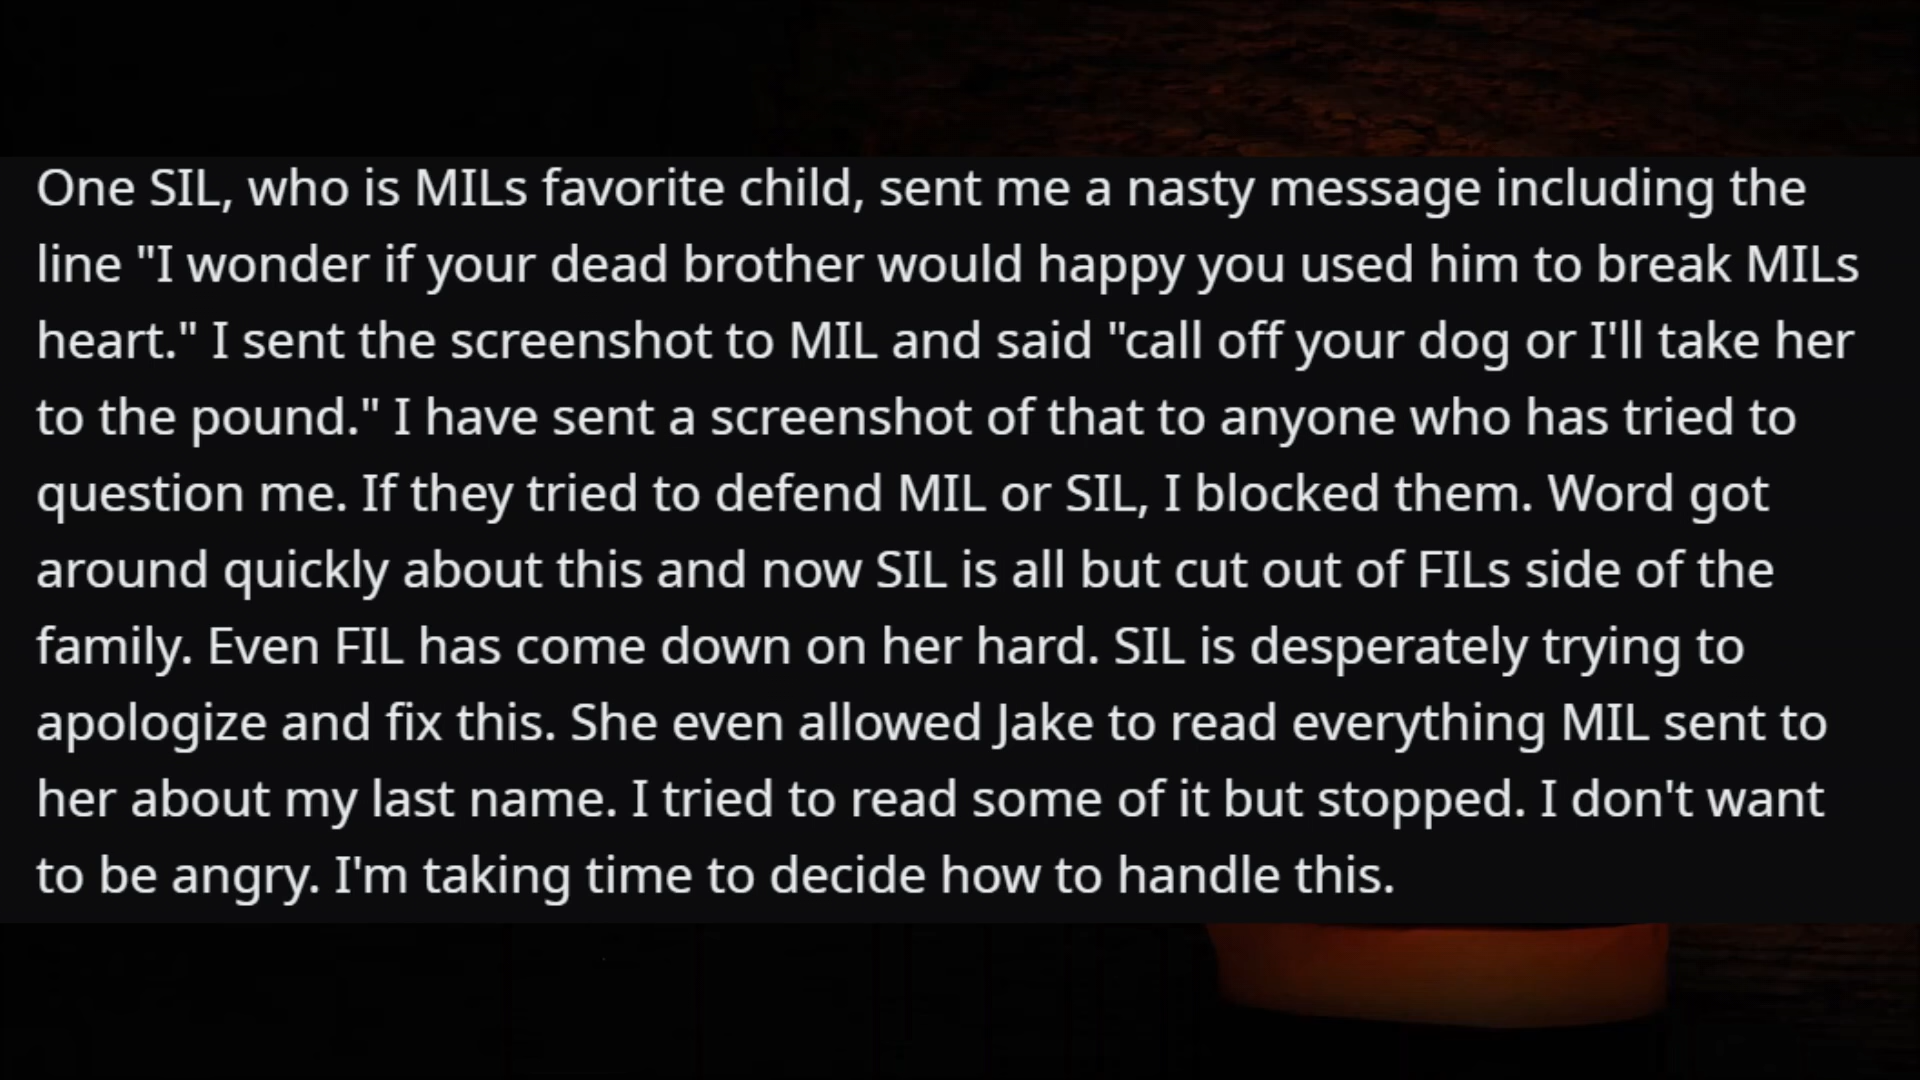 One SIL, who is MILs favorite child, sent me a nasty message including the
line "I wonder if your dead brother would happy you used him to break MILs
heart." I sent the screenshot to MIL and said "call off your dog or I'll take her
to the pound." I have sent a screenshot of that to anyone who has tried to
question me. If they tried to defend MIL or SIL, I blocked them. Word got
around quickly about this and now SIL is all but cut out of FILs side of the
family. Even FIL has come down on her hard. SIL is desperately trying to
apologize and fix this. She even allowed Jake to read everything MIL sent to
her about my last name. I tried to read some of it but stopped. I don't want
to be angry. I'm taking time to decide how to handle this.